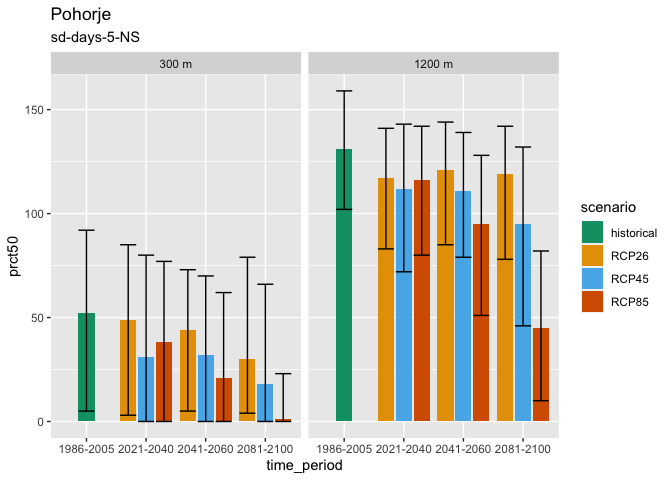 Pohorje
sd-days-5-NS
300 m
1200 m
prct50
150
100
50
0
1986-2005 2021-2040 2041-2060 2081-2100
1986-2005 2021-2040 2041-2060 2081-2100
time_period
scenario
historical
RCP26
RCP45
RCP85